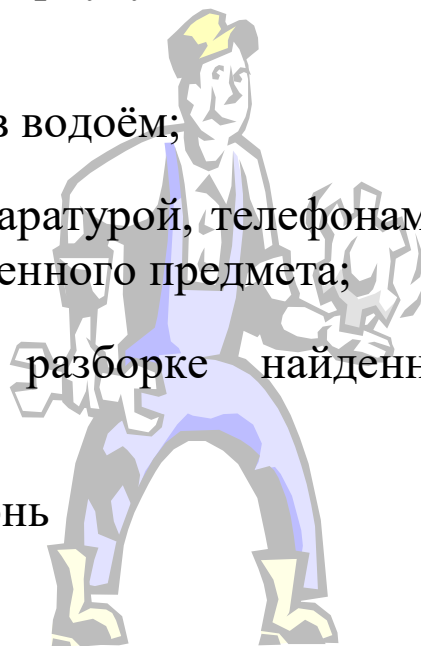 в водоём;
аратурой, телефонам
енного предмета;
разборке найденн
нь